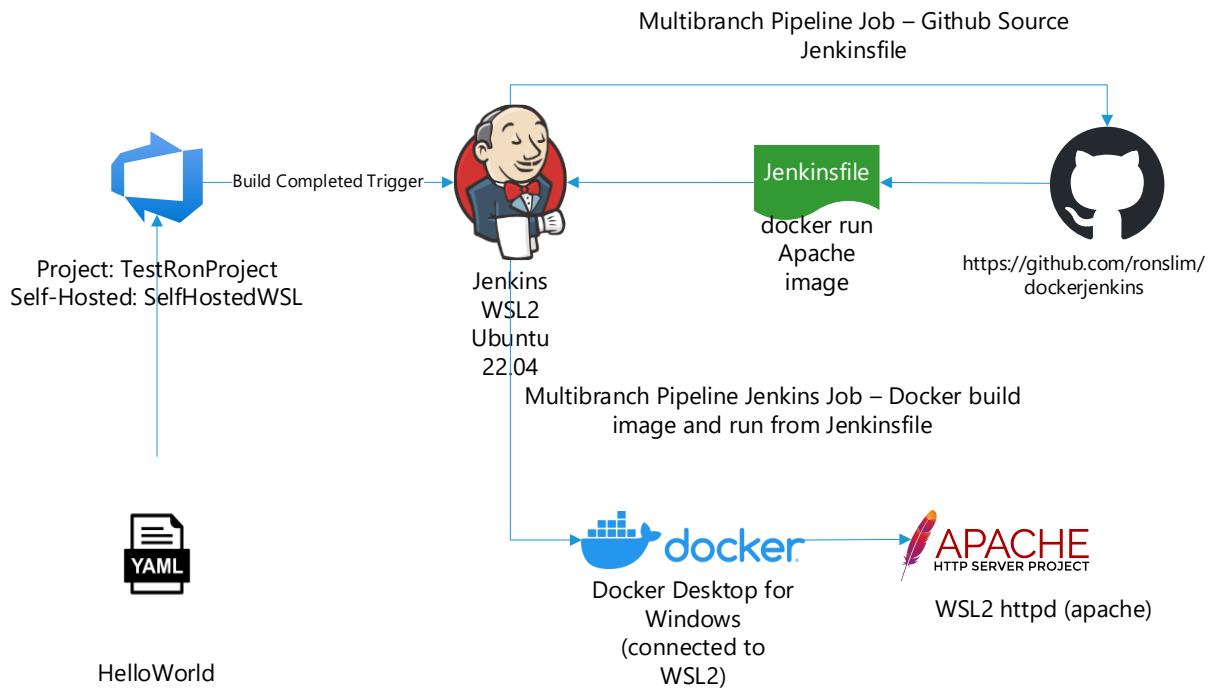 Multibranch Pipeline Job – Github Source
Jenkinsfile
Build Completed Trigger
Jenkinsfile
docker run
Apache
image
Project: TestRonProject
Self-Hosted: SelfHostedWSL
Jenkins
WSL2
Ubuntu
22.04
https://github.com/ronslim/
dockerjenkins
Multibranch Pipeline Jenkins Job – Docker build
image and run from Jenkinsfile
YAML
HelloWorld
docker
Docker Desktop for
Windows
(connected to
WSL2)
APACHE
HTTP SERVER PROJECT
WSL2 httpd (apache)